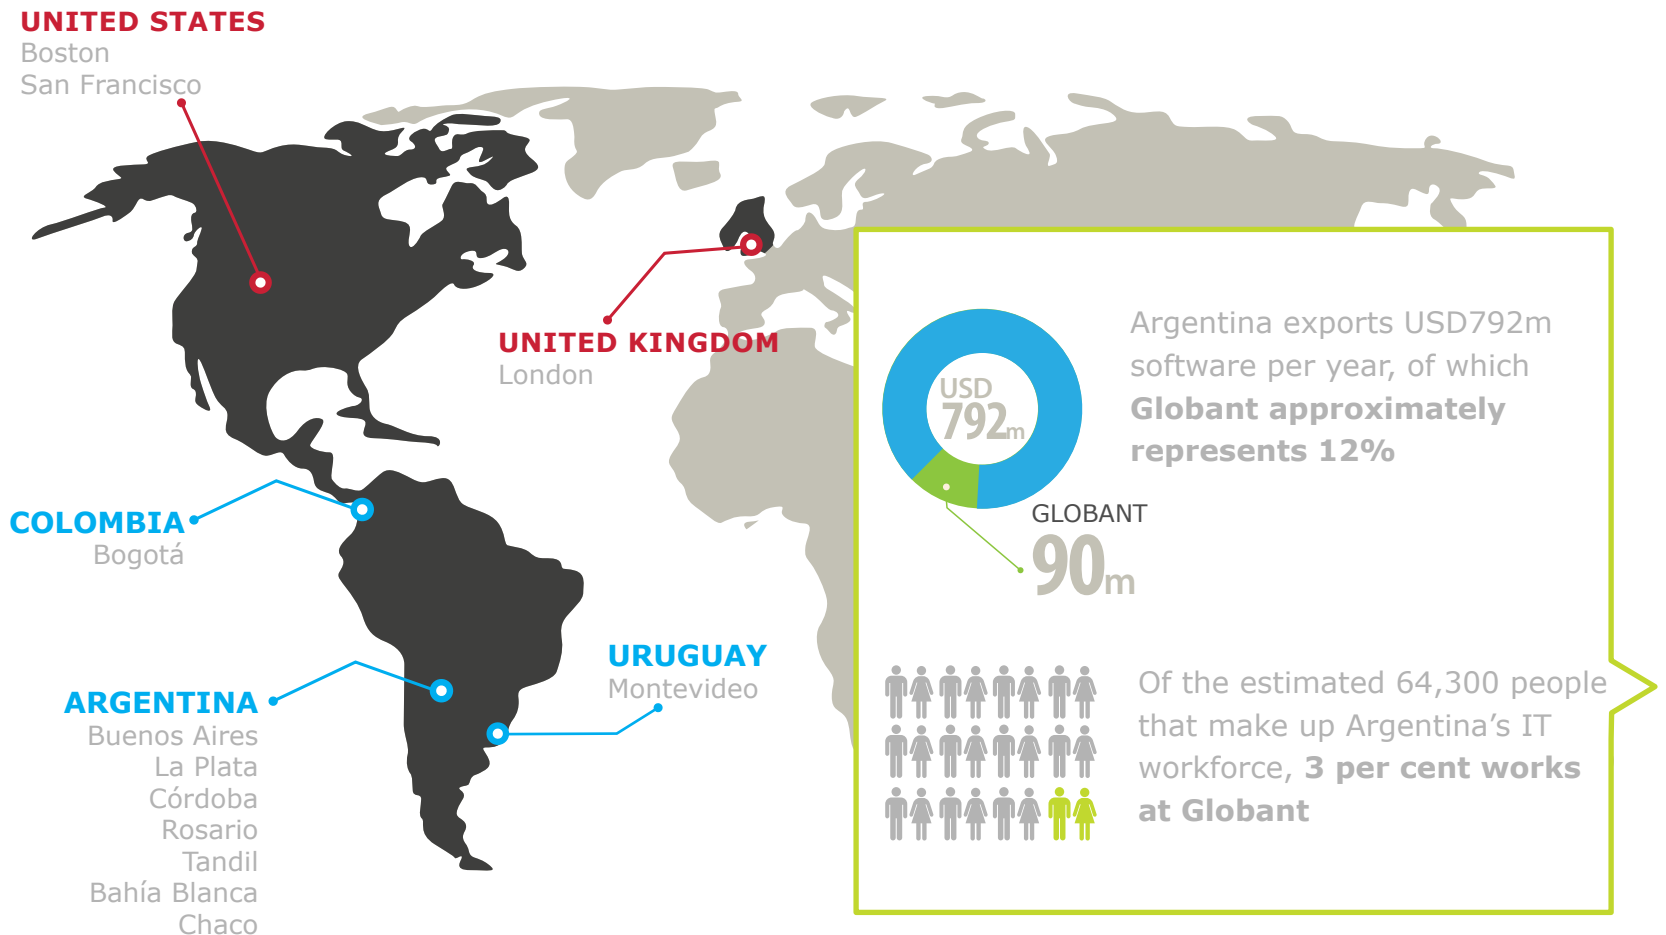 UNITED STATES
Boston
San Francisco
UNITED KINGDOM
London
COLOMBIA
Bogotá
ARGENTINA
Buenos Aires
La Plata
Córdoba
Rosario
Tandil
Bahía Blanca
Chaco
URUGUAY
Montevideo
USD
792m
GLOBANT
90m
Argentina exports USD792m
software per year, of which
Globant approximately
represents 12%
Of the estimated 64,300 people
that make up Argentina’s IT
workforce, 3 per cent works
at Globant